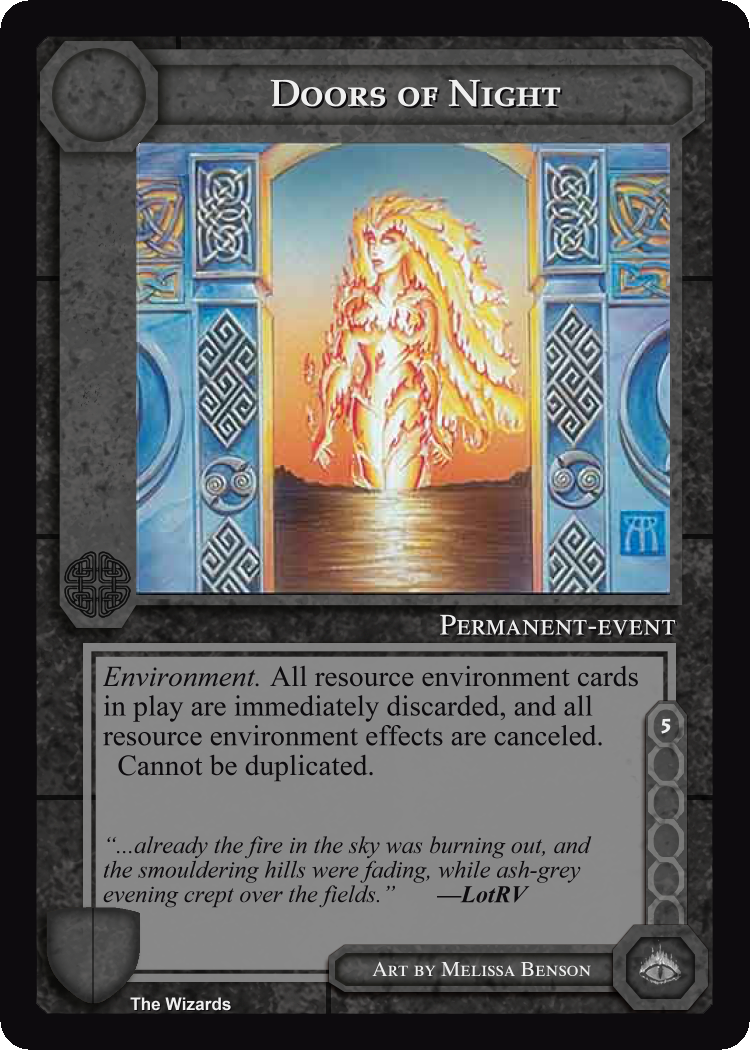 Doors of Night
Permanent-event
Environment. All resource environment cards
in play are immediately discarded, and all
resource environment effects are canceled.
Cannot be duplicated.
5
“...already the fire in the sky was burning out, and
the smouldering hills were fading, while ash-grey
evening crept over the fields.” —LotRV
Art by Melissa Benson
The Wizards